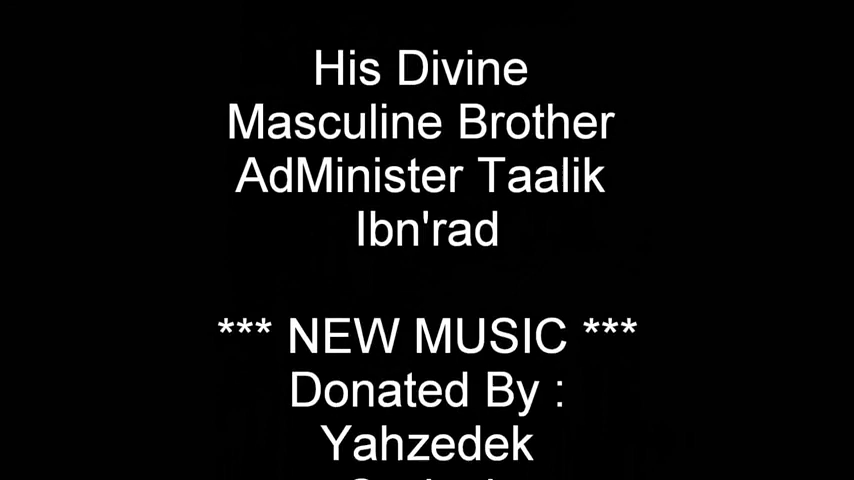 His Divine
Masculine Brother
AdMinister Taalik
Ibn'rad
*** NEW MUSIC ***
Donated By :
Yahzedek